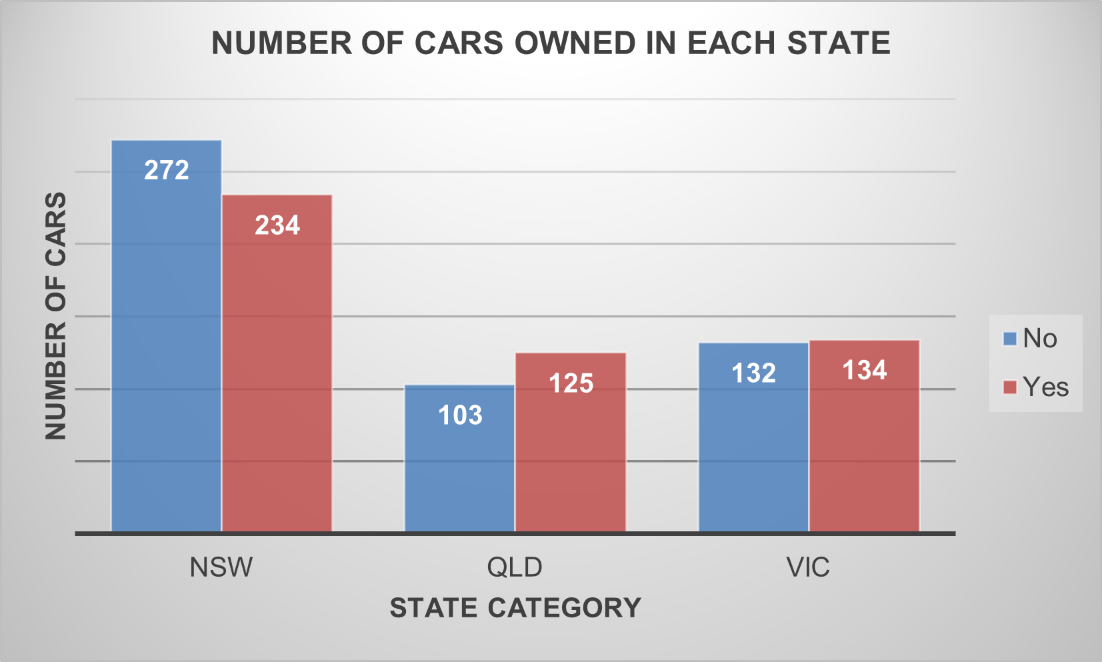 NUMBER OF CARS OWNED IN EACH STATE
NUMBER OF CARS
272
234
103
125
132
134
No
Yes
NSW
QLD
VIC
STATE CATEGORY